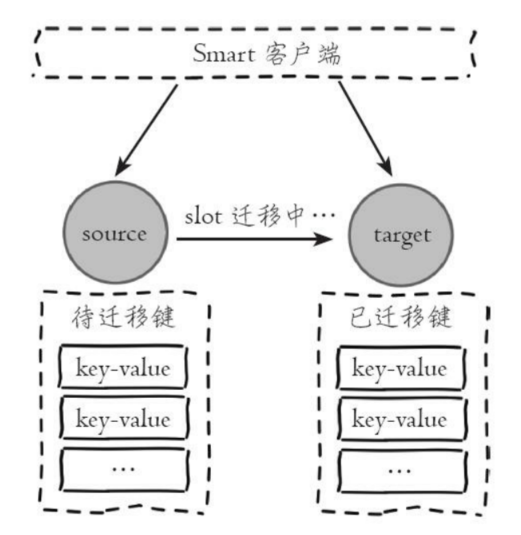 Smart 客户端
slot 迁移中…
source
target
待迁移键
已迁移键
key-value
key-value
key-value
key-value
…
…